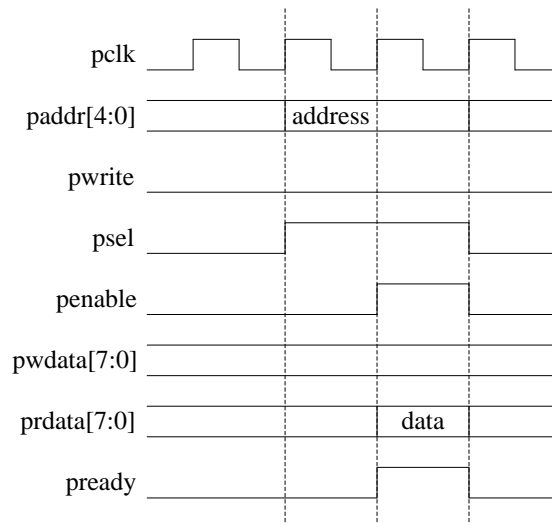 pclk
paddr[4:0] address
pwrite
psel
penable
pwdata[7:0]
prdata[7:0] data
pready